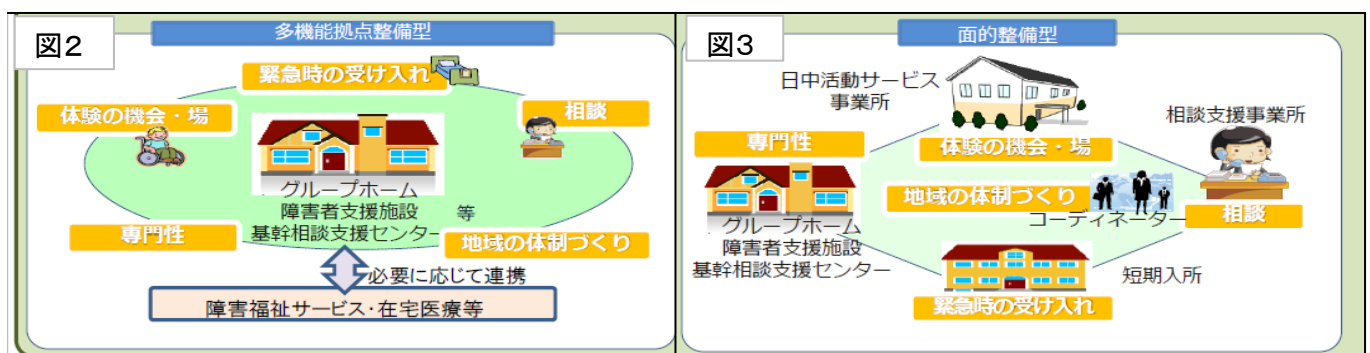 図2
多機能拠点整備型
緊急時の受け入れ
体験の機会・場
相談
グループホーム
障害者支援施設 等
基幹相談支援センター
専門性
地域の体制づくり
必要に応じて連携
障害福祉サービス・在宅医療等
図3
面的整備型
日中活動サービス
事業所
相談支援事業所
専門性
体験の機会・場
地域の体制づくり
コーディネーター
相談
グループホーム
障害者支援施設
基幹相談支援センター
短期入所
緊急時の受け入れ